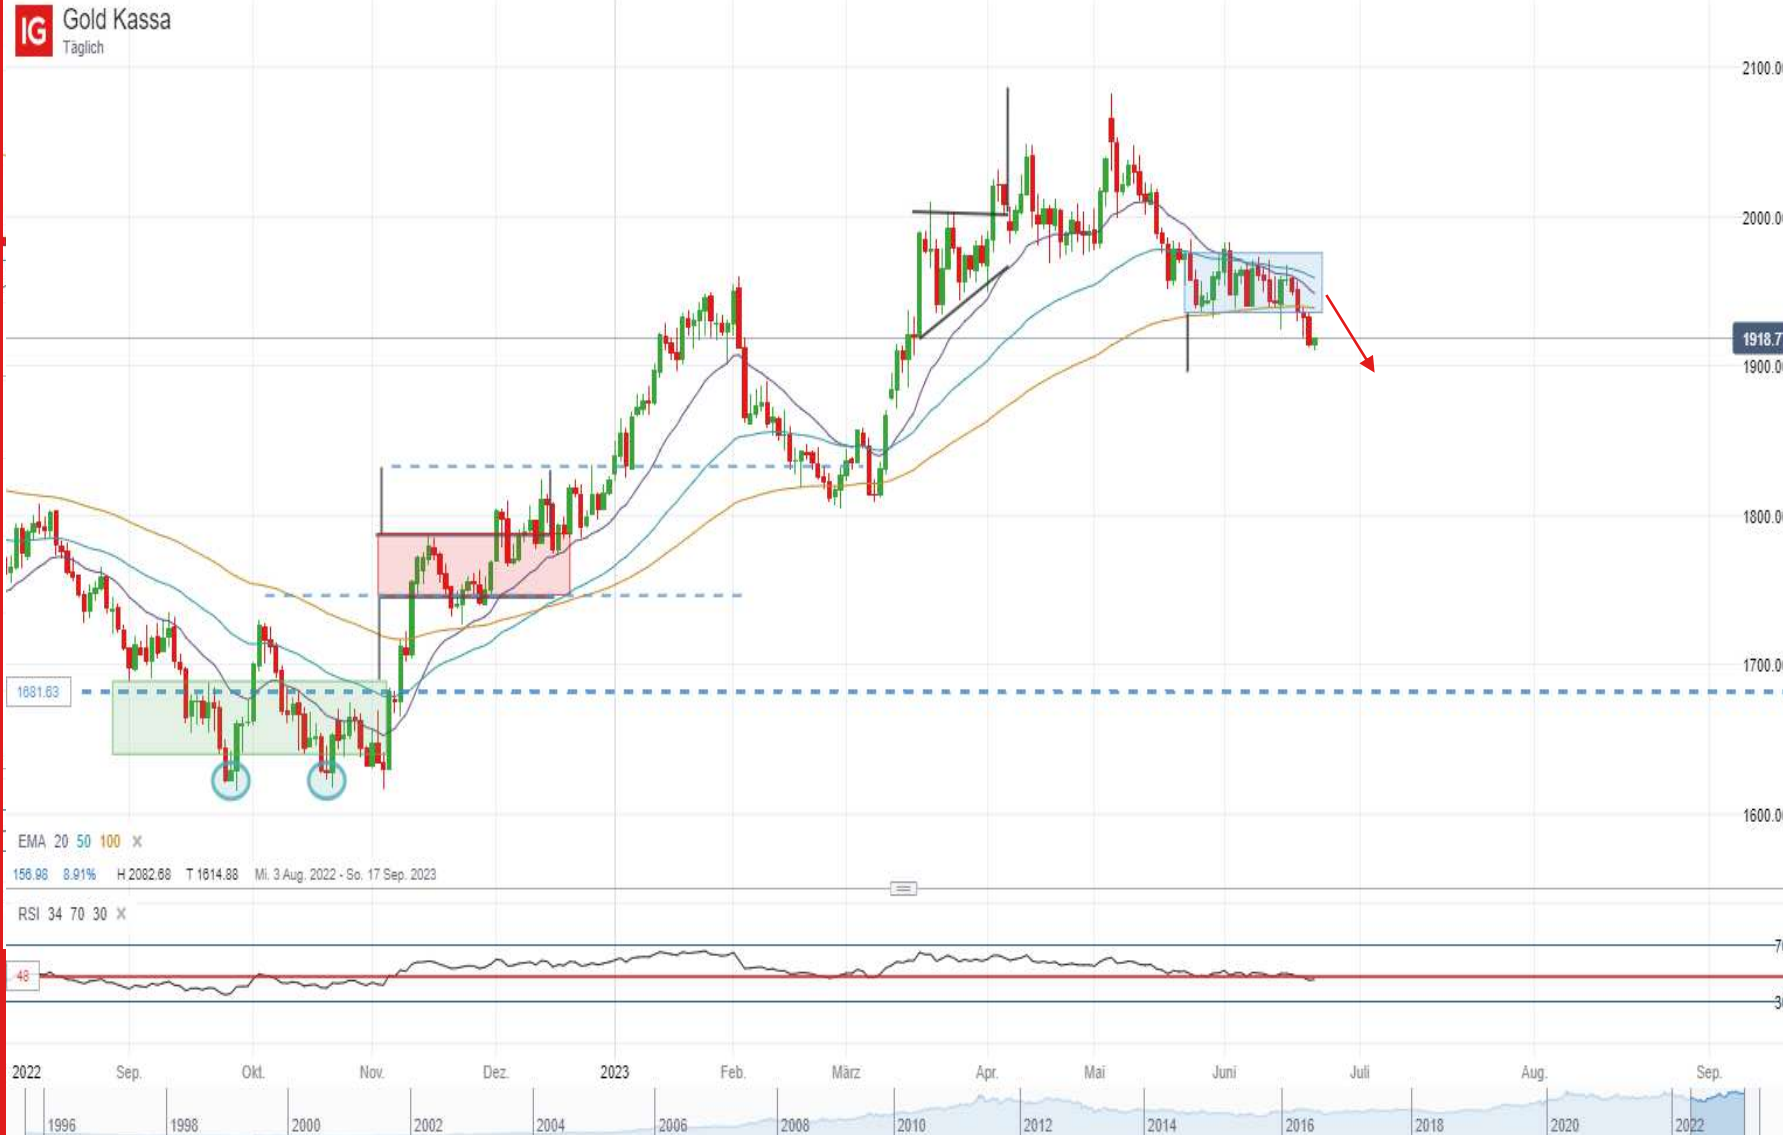 IG Gold Kassa
Täglich
2100.0
2000.0
1918.7
1900.0
1800.0
1700.0
1681.63
1600.0
EMA 20 50 100 ×
156.98 8.91% H 2082.68 T 1614.88 Mi. 3 Aug. 2022 - So. 17 Sep. 2023
RSI 34 70 30 ×
70
48
30
2022 Sep. Okt. Nov. Dez. 2023 Feb. März Apr. Mai Juni Juli Aug. Sep.
1996 1998 2000 2002 2004 2006 2008 2010 2012 2014 2016 2018 2020 2022